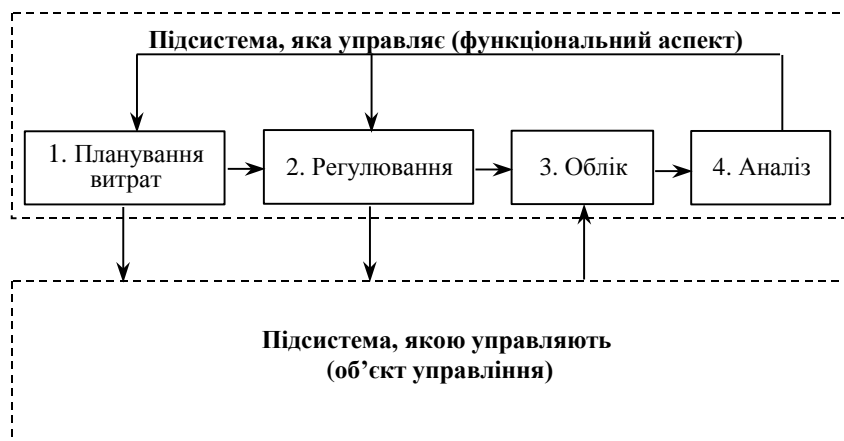 Підсистема, яка управляє (функціональний аспект)
1. Планування
витрат
2. Регулювання
3. Облік
4. Аналіз
Підсистема, якою управляють
(об’єкт управління)